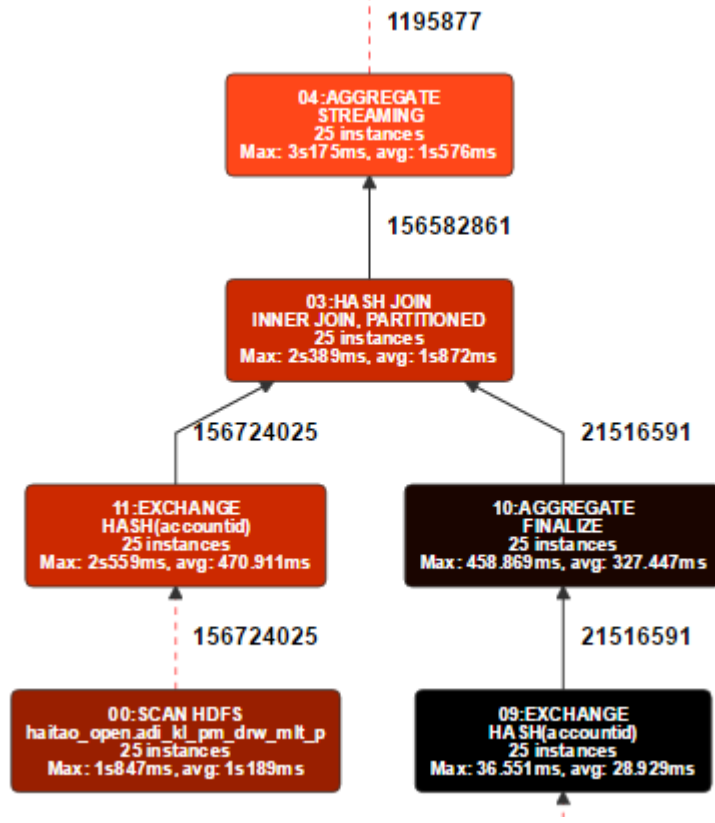 1195877
04:AGGREGATE
STREAMING
25 instances
Max: 3s175ms, avg: 1s576ms
156582861
03:HASH JOIN
INNER JOIN, PARTITIONED
25 instances
Max: 2s389ms, avg: 1s872ms
156724025
21516591
11:EXCHANGE
HASH(accountid)
25 instances
Max: 2s559ms, avg: 470.911ms
10:AGGREGATE
FINALIZE
25 instances
Max: 458.869ms, avg: 327.447ms
156724025
21516591
00:SCAN HDFS
haitao_open.adi_kl_pm_drw_mlt_p
25 instances
Max: 1s847ms, avg: 1s189ms
09:EXCHANGE
HASH(accountid)
25 instances
Max: 36.551ms, avg: 28.929ms